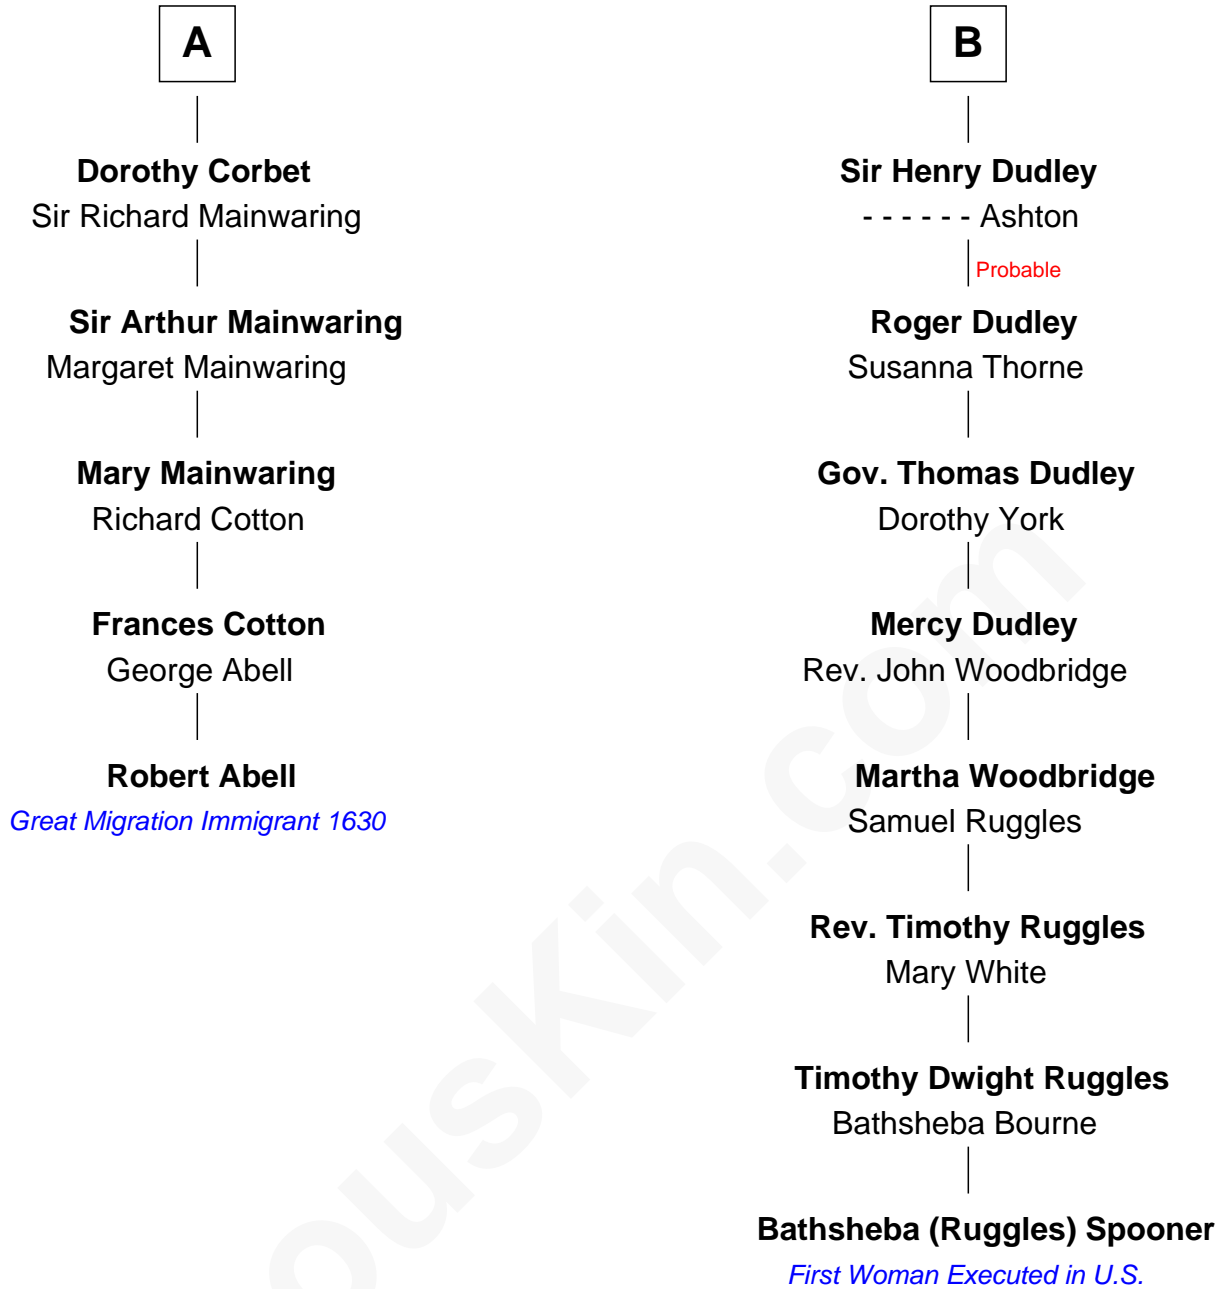 A
Dorothy Corbet
Sir Richard Mainwaring
Sir Arthur Mainwaring
Margaret Mainwaring
Mary Mainwaring
Richard Cotton
Frances Cotton
George Abell
Robert Abell
Great Migration Immigrant 1630
B
Sir Henry Dudley
- - - - - - Ashton
Probable
Roger Dudley
Susanna Thorne
Gov. Thomas Dudley
Dorothy York
Mercy Dudley
Rev. John Woodbridge
Martha Woodbridge
Samuel Ruggles
Rev. Timothy Ruggles
Mary White
Timothy Dwight Ruggles
Bathsheba Bourne
Bathsheba (Ruggles) Spooner
First Woman Executed in U.S.
ousKin.com